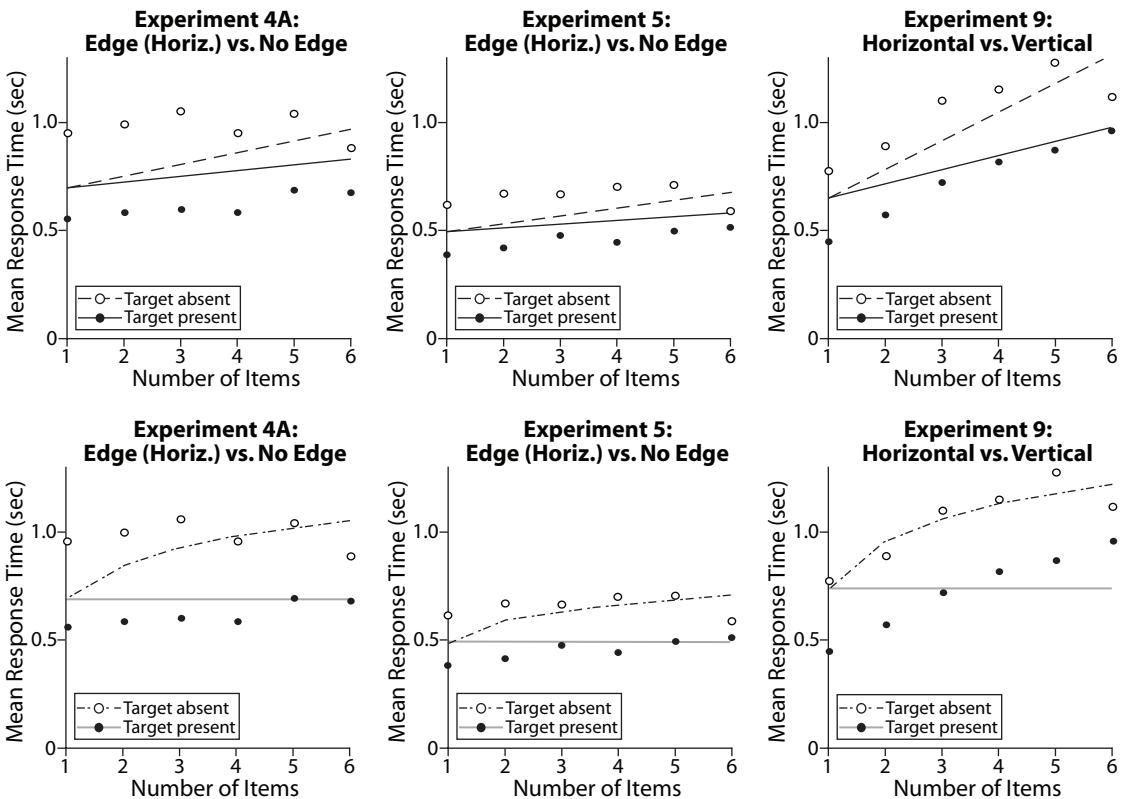 Experiment 4A:
Edge (Horiz.) vs. No Edge
Mean Response Time (sec)
1.0
0.5
0
Target absent
Target present
1 2 3 4 5 6
Number of Items
Experiment 5:
Edge (Horiz.) vs. No Edge
Mean Response Time (sec)
1.0
0.5
0
Target absent
Target present
1 2 3 4 5 6
Number of Items
Experiment 9:
Horizontal vs. Vertical
Mean Response Time (sec)
1.0
0.5
0
Target absent
Target present
1 2 3 4 5 6
Number of Items
Experiment 4A:
Edge (Horiz.) vs. No Edge
Mean Response Time (sec)
1.0
0.5
0
Target absent
Target present
1 2 3 4 5 6
Number of Items
Experiment 5:
Edge (Horiz.) vs. No Edge
Mean Response Time (sec)
1.0
0.5
0
Target absent
Target present
1 2 3 4 5 6
Number of Items
Experiment 9:
Horizontal vs. Vertical
Mean Response Time (sec)
1.0
0.5
0
Target absent
Target present
1 2 3 4 5 6
Number of Items